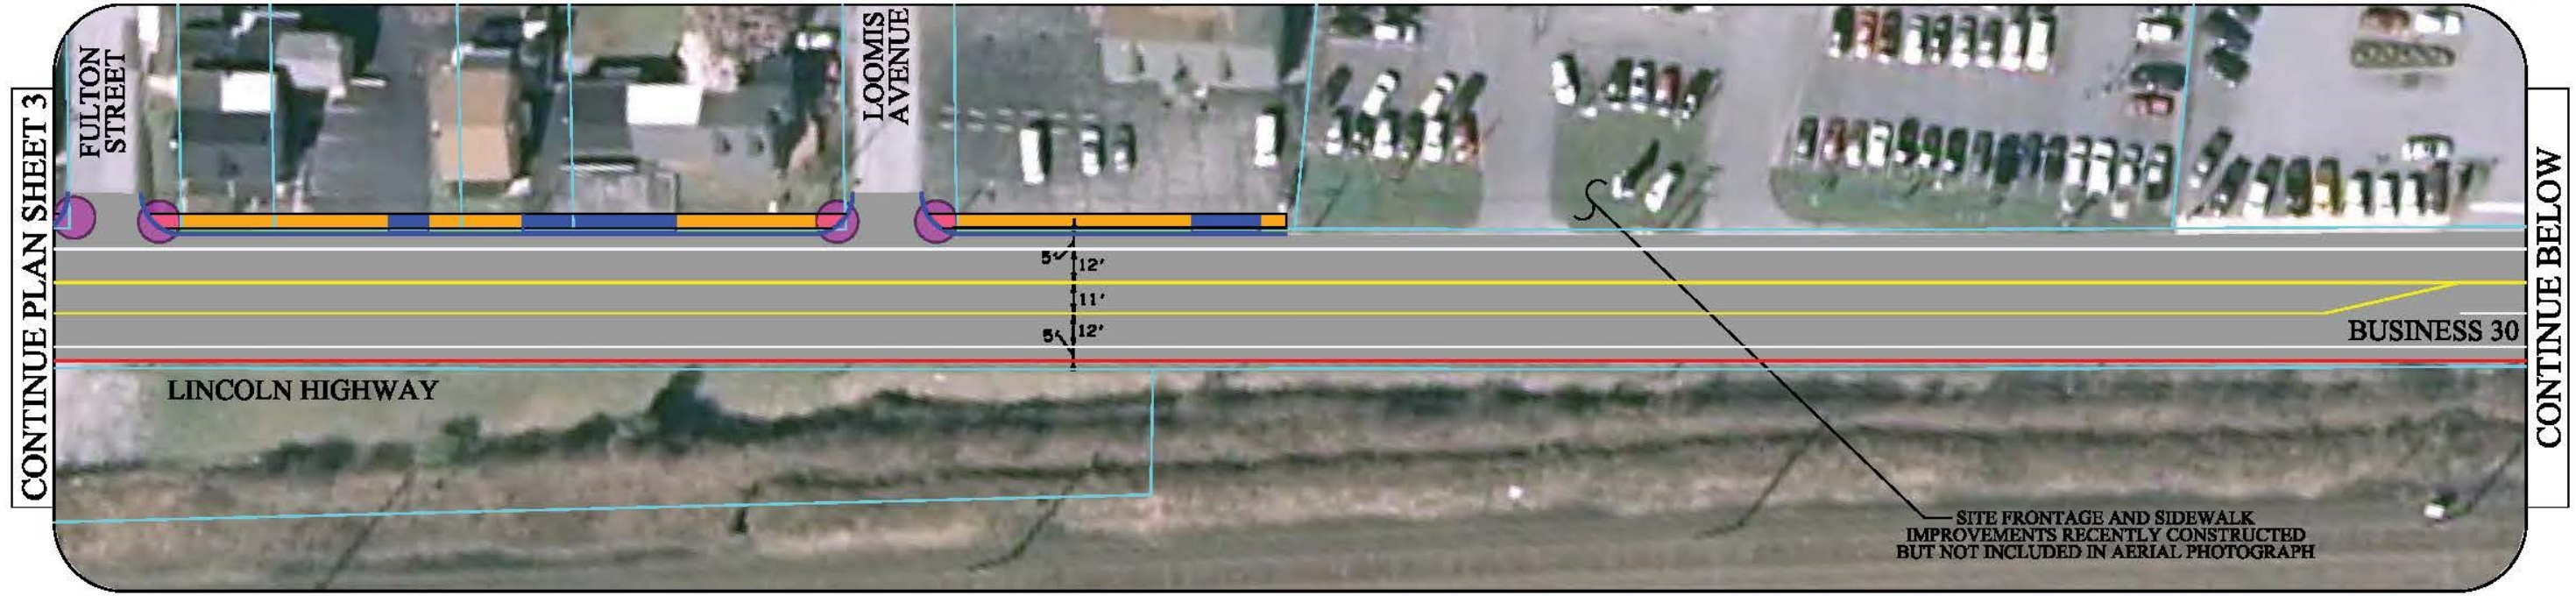 CONTINUE PLAN SHEET 3
FULTON
STREET
LOOMIS
AVENUE
5'
12'
11'
5'
12'
BUSINESS 30
LINCOLN HIGHWAY
SITE FRONTAGE AND SIDEWALK
IMPROVEMENTS RECENTLY CONSTRUCTED
BUT NOT INCLUDED IN AERIAL PHOTOGRAPH
CONTINUE BELOW